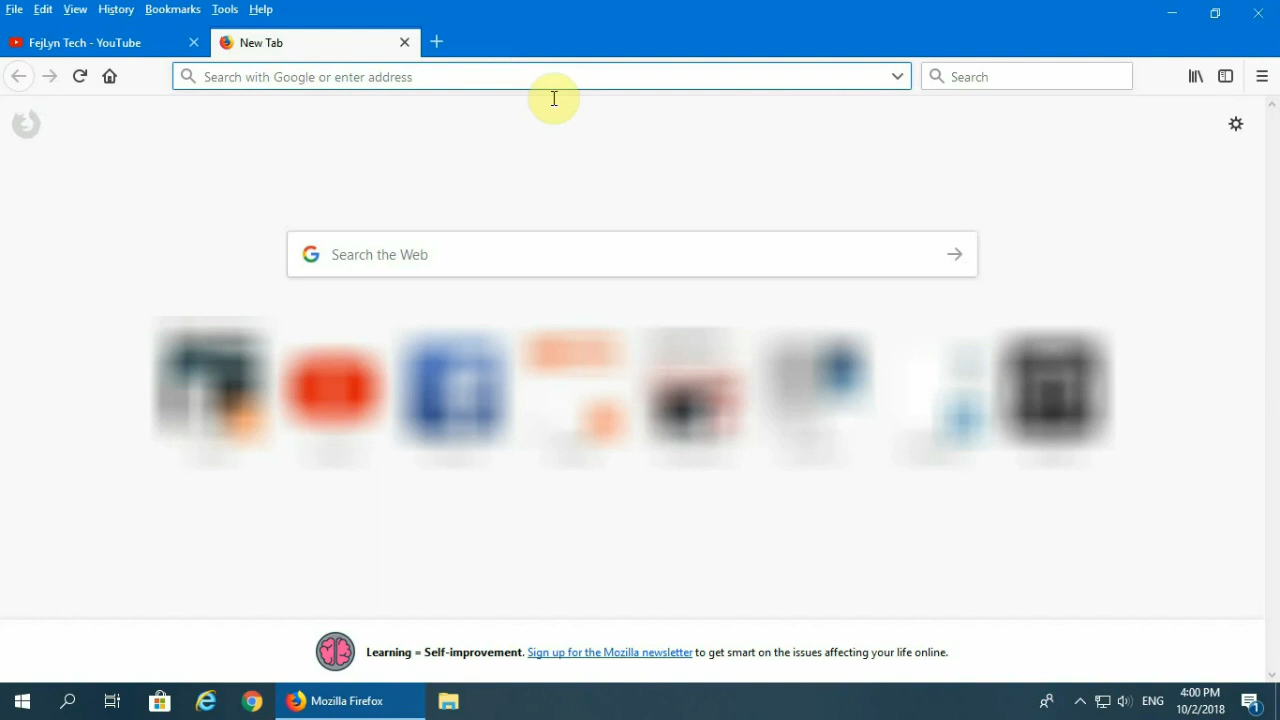 File Edit View History Bookmarks Tools Help
FejLyn Tech - YouTube New Tab
Search with Google or enter address Search
Search the Web
Learning = Self-improvement. Sign up for the Mozilla newsletter to get smart on the issues affecting your life online.
Mozilla Firefox ENG 4:00 PM
10/2/2018 1